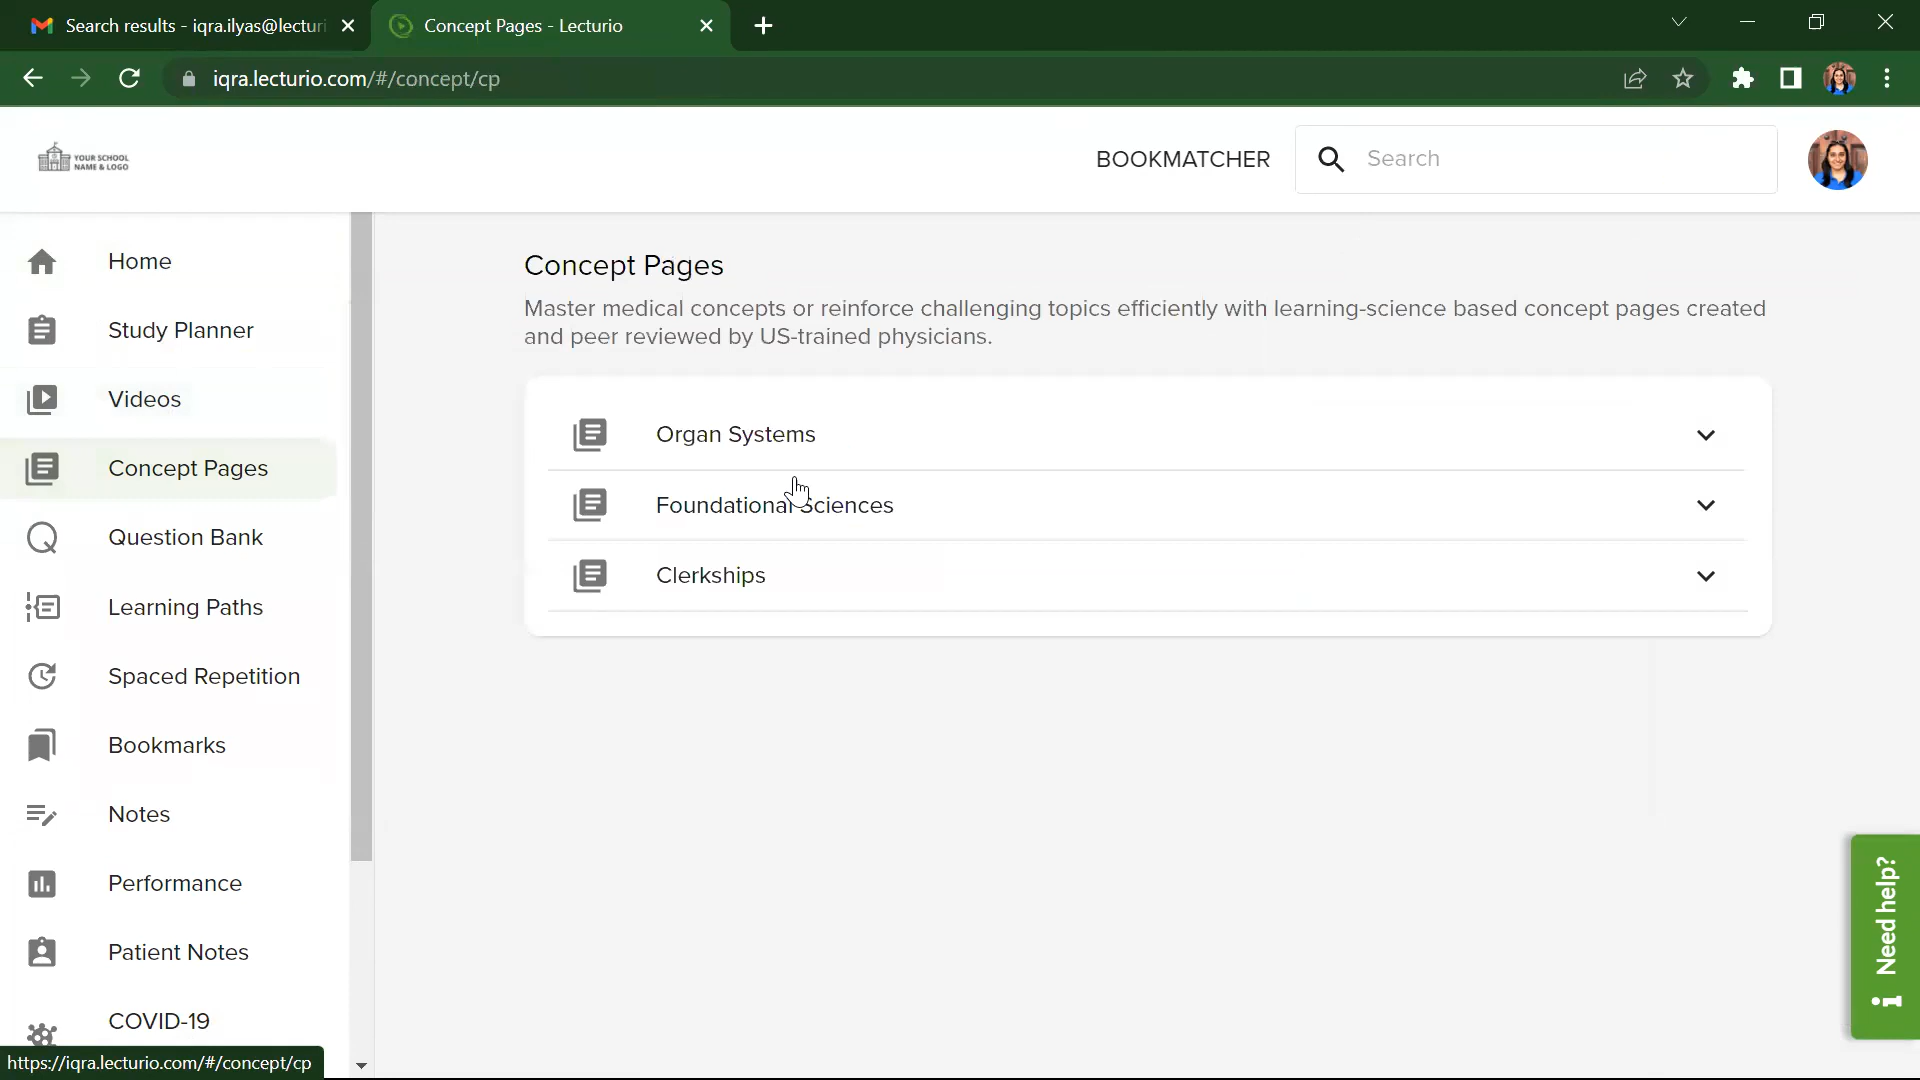 Search results - iqra.ilyas@lectur
Concept Pages - Lecturio
iqra.lecturio.com/#/concept/cp
YOUR SCHOOL
NAME & LOGO
BOOKMATCHER
Search
Home
Study Planner
Videos
Concept Pages
Question Bank
Learning Paths
Spaced Repetition
Bookmarks
Notes
Performance
Patient Notes
COVID-19
Concept Pages
Master medical concepts or reinforce challenging topics efficiently with learning-science based concept pages created
and peer reviewed by US-trained physicians.
Organ Systems
Foundational Sciences
Clerkships
Need help?
https://iqra.lecturio.com/#/concept/cp